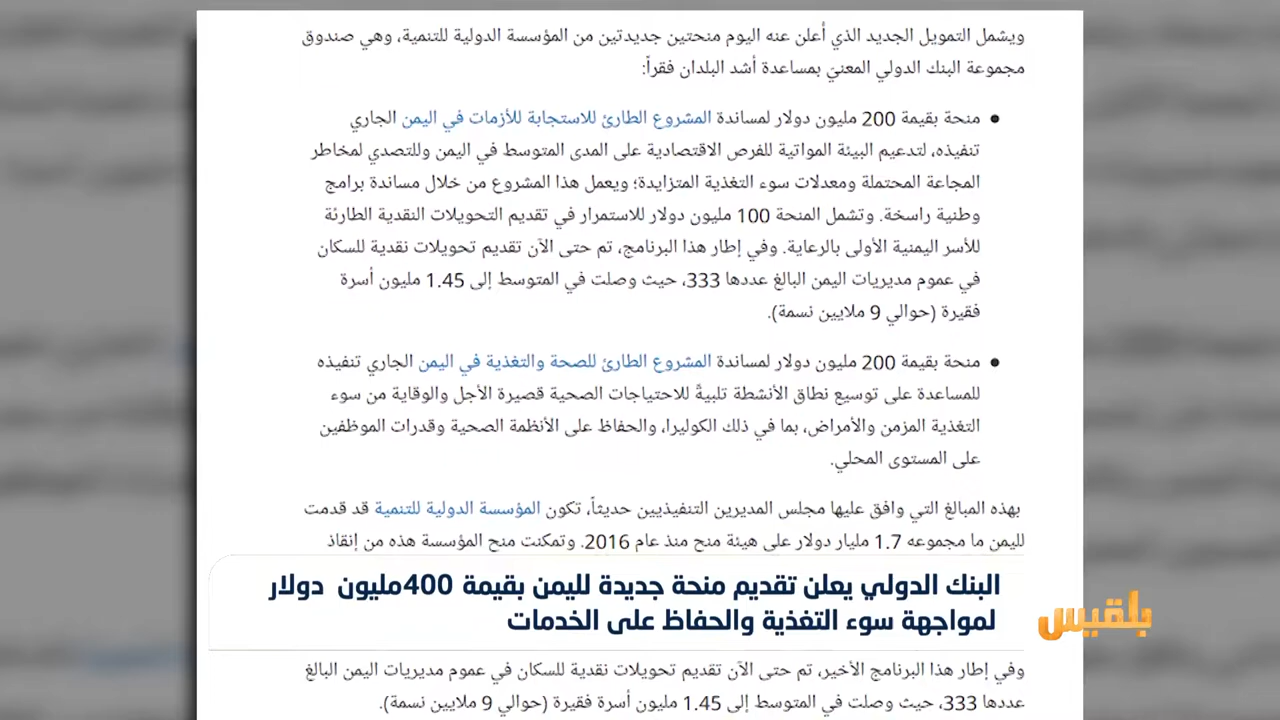 ويشمل التمويل الجديد الذي أعلن عنه اليوم منحتين جديدتين من المؤسسة الدولية للتنمية، وهي صندوق
مجموعة البنك الدولي المعنيّ بمساعدة أشد البلدان فقراً:
● منحة بقيمة 200 مليون دولار لمساندة المشروع الطارئ للاستجابة للأزمات في اليمن الجاري
تنفيذه، لتدعيم البيئة المواتية للفرص الاقتصادية على المدى المتوسط في اليمن وللتصدي لمخاطر
المجاعة المحتملة ومعدلات سوء التغذية المتزايدة؛ ويعمل هذا المشروع من خلال مساندة برامج
وطنية راسخة. وتشمل المنحة 100 مليون دولار للاستمرار في تقديم التحويلات النقدية الطارئة
للأسر اليمنية الأولى بالرعاية. وفي إطار هذا البرنامج، تم حتى الآن تقديم تحويلات نقدية للسكان
في عموم مديريات اليمن البالغ عددها 333، حيث وصلت في المتوسط إلى 1.45 مليون أسرة
فقيرة (حوالي 9 ملايين نسمة).
● منحة بقيمة 200 مليون دولار لمساندة المشروع الطارئ للصحة والتغذية في اليمن الجاري تنفيذه
للمساعدة على توسيع نطاق الأنشطة تلبيةً للاحتياجات الصحية قصيرة الأجل والوقاية من سوء
التغذية المزمن والأمراض، بما في ذلك الكوليرا، والحفاظ على الأنظمة الصحية وقدرات الموظفين
على المستوى المحلي.
بهذه المبالغ التي وافق عليها مجلس المديرين التنفيذيين حديثاً، تكون المؤسسة الدولية للتنمية قد قدمت
لليمن ما مجموعه 1.7 مليار دولار على هيئة منح منذ عام 2016. وتمكنت منح المؤسسة هذه من إنقاذ
البنك الدولي يعلن تقديم منحة جديدة لليمن بقيمة 400مليون دولار
لمواجهة سوء التغذية والحفاظ على الخدمات
بلقيس
وفي إطار هذا البرنامج الأخير، تم حتى الآن تقديم تحويلات نقدية للسكان في عموم مديريات اليمن البالغ
عددها 333، حيث وصلت في المتوسط إلى 1.45 مليون أسرة فقيرة (حوالي 9 ملايين نسمة).